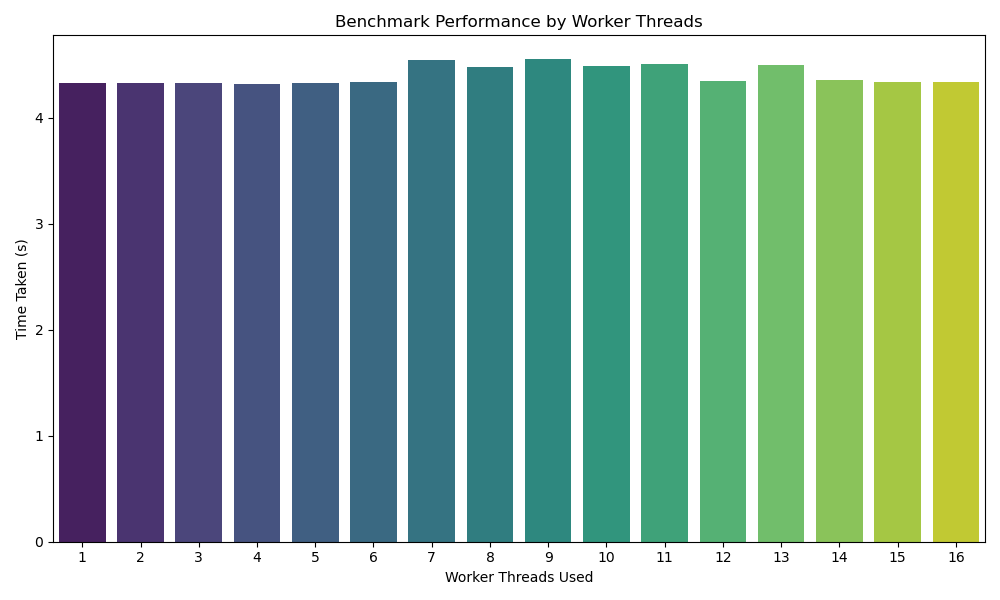 Benchmark Performance by Worker Threads
Time Taken (s)
4
3
2
1
0
1 2 3 4 5 6 7 8 9 10 11 12 13 14 15 16
Worker Threads Used